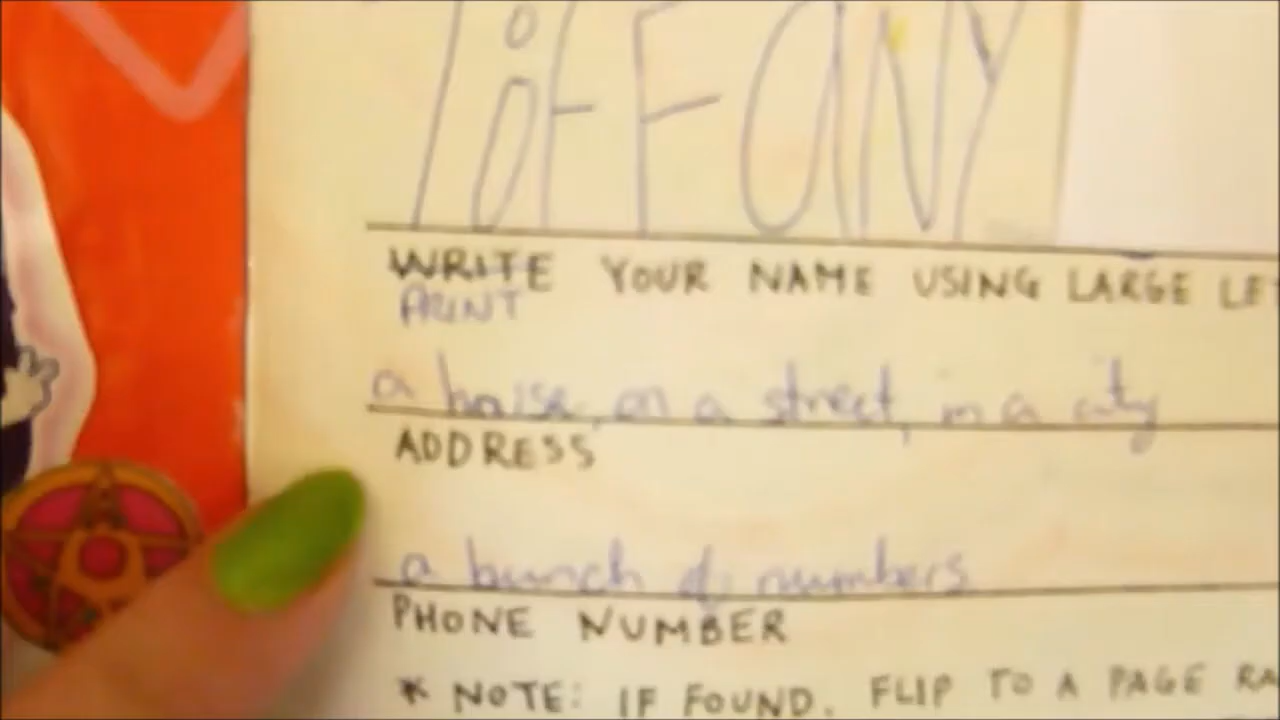 TiFFANY
WRITE YOUR NAME USING LARGE LET
PRINT
a house, on a street, in a city
ADDRESS
a bunch of numbers
PHONE NUMBER
* NOTE: IF FOUND. FLIP TO A PAGE RA